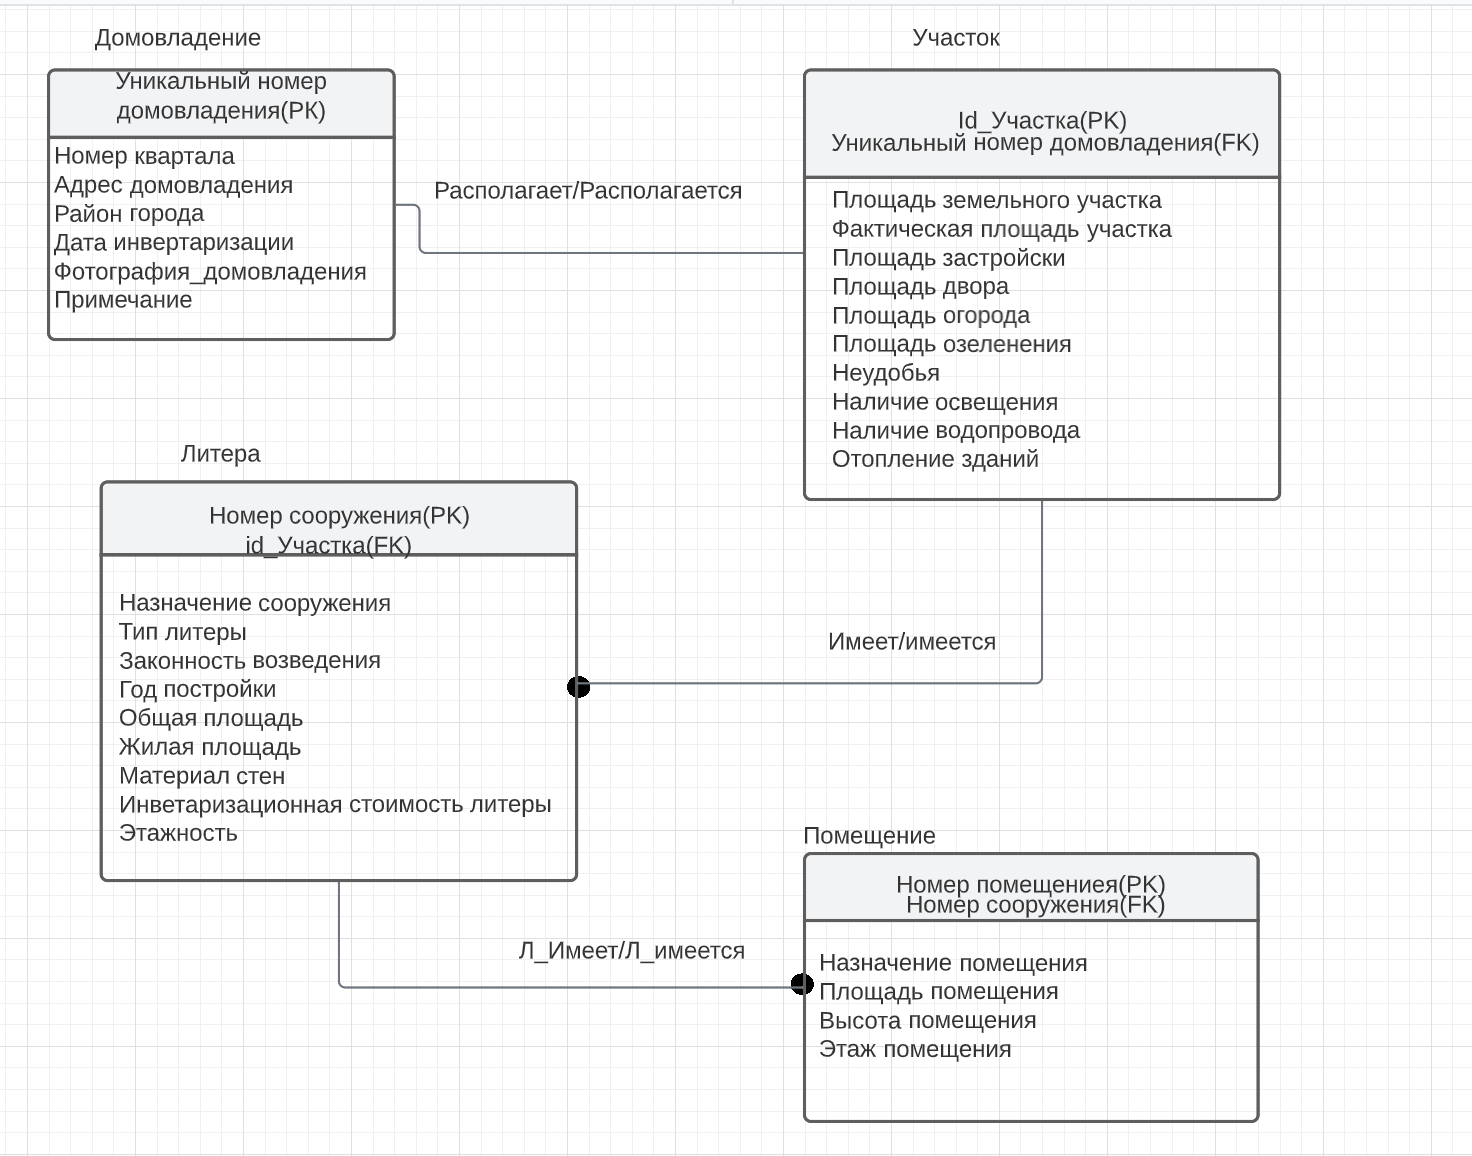 Домовладение
Уникальный номер
домовладения(PK)
Номер квартала
Адрес домовладения
Район города
Дата инвертаризации
Фотография_домовладения
Примечание
Располагает/Располагается
Участок
Id_Участка(PK)
Уникальный номер домовладения(FK)
Площадь земельного участка
Фактическая площадь участка
Площадь застройски
Площадь двора
Площадь огорода
Площадь озеленения
Неудобья
Наличие освещения
Наличие водопровода
Отопление зданий
Литера
Номер сооружения(PK)
id_Участка(FK)
Назначение сооружения
Тип литеры
Законность возведения
Год постройки
Общая площадь
Жилая площадь
Материал стен
Инветаризационная стоимость литеры
Этажность
Имеет/имеется
Л_Имеет/Л_имеется
Помещение
Номер помещениея(PK)
Номер сооружения(FK)
Назначение помещения
Площадь помещения
Высота помещения
Этаж помещения